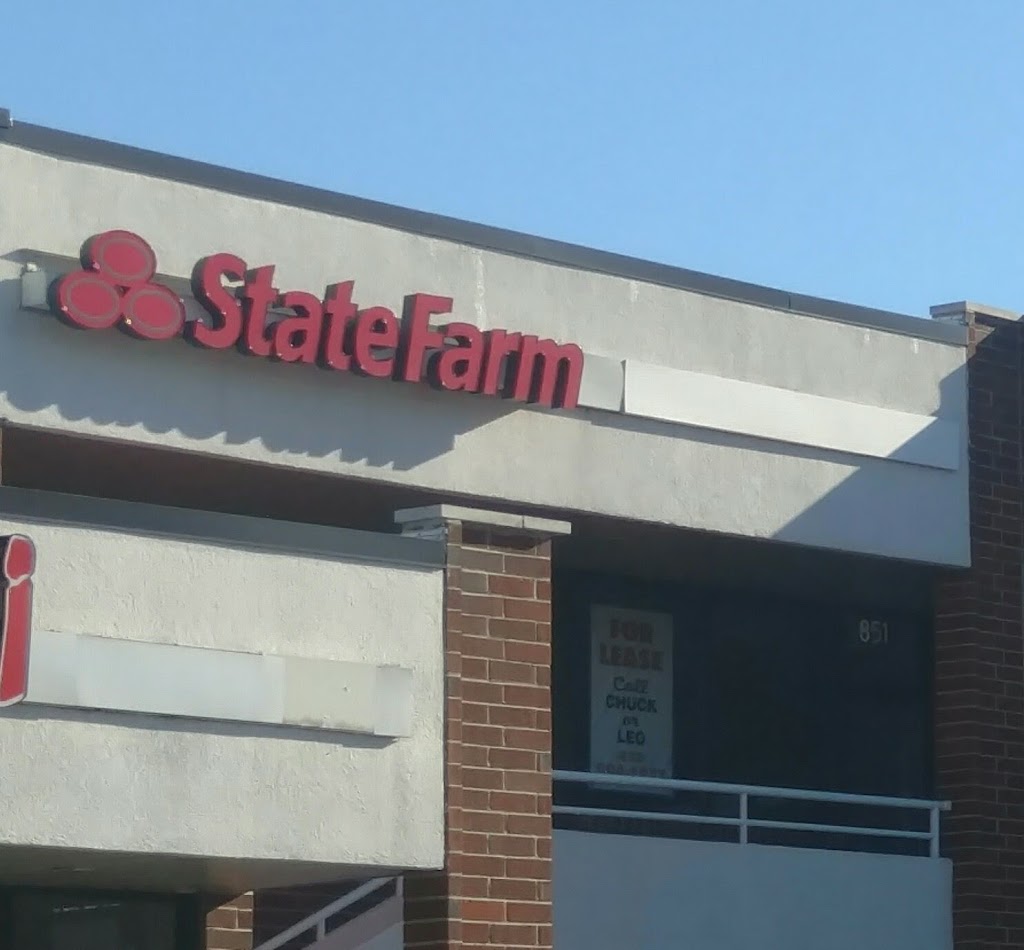 StateFarm
FOR
LEASE
Call
CHUCK
OR
LEO
851